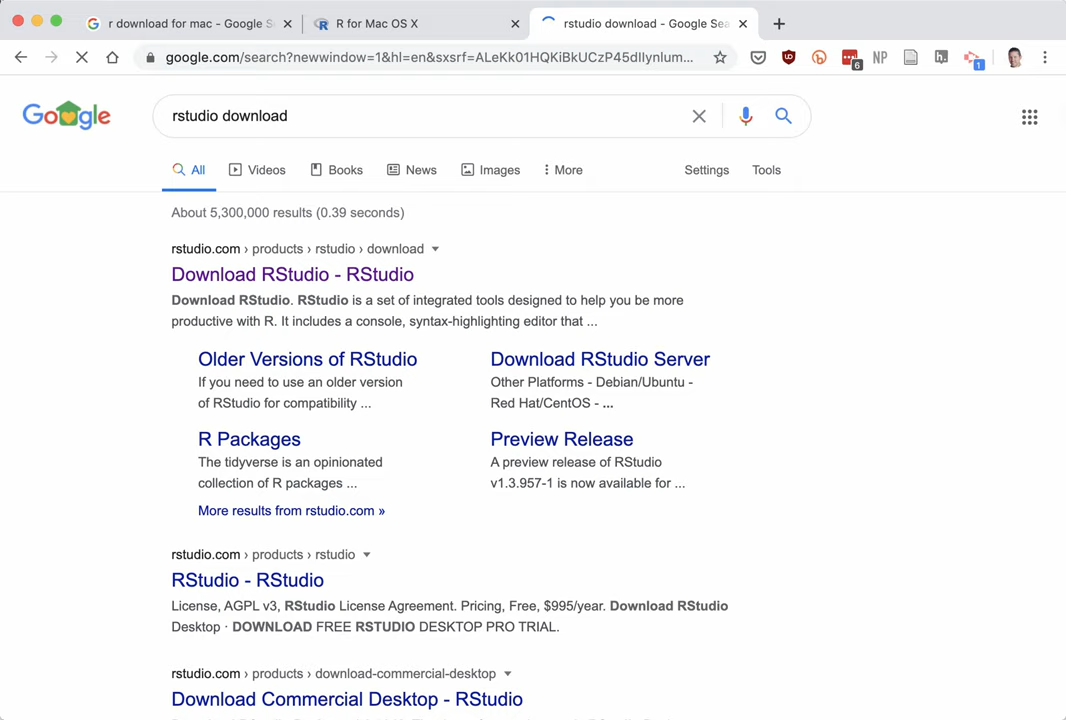 r download for mac - Google S
R for Mac OS X
rstudio download - Google Sea
google.com/search?newwindow=1&hl=en&sxsrf=ALeKk01HQKiBkUCzP45dIlynlum...
6
NP
1
Google
rstudio download
All
Videos
Books
News
Images
More
Settings
Tools
About 5,300,000 results (0.39 seconds)
rstudio.com › products › rstudio › download
Download RStudio - RStudio
Download RStudio. RStudio is a set of integrated tools designed to help you be more
productive with R. It includes a console, syntax-highlighting editor that ...
Older Versions of RStudio
If you need to use an older version
of RStudio for compatibility ...
Download RStudio Server
Other Platforms - Debian/Ubuntu -
Red Hat/CentOS - ...
R Packages
The tidyverse is an opinionated
collection of R packages ...
Preview Release
A preview release of RStudio
v1.3.957-1 is now available for ...
More results from rstudio.com »
rstudio.com › products › rstudio
RStudio - RStudio
License, AGPL v3, RStudio License Agreement. Pricing, Free, $995/year. Download RStudio
Desktop · DOWNLOAD FREE RSTUDIO DESKTOP PRO TRIAL.
rstudio.com › products › download-commercial-desktop
Download Commercial Desktop - RStudio